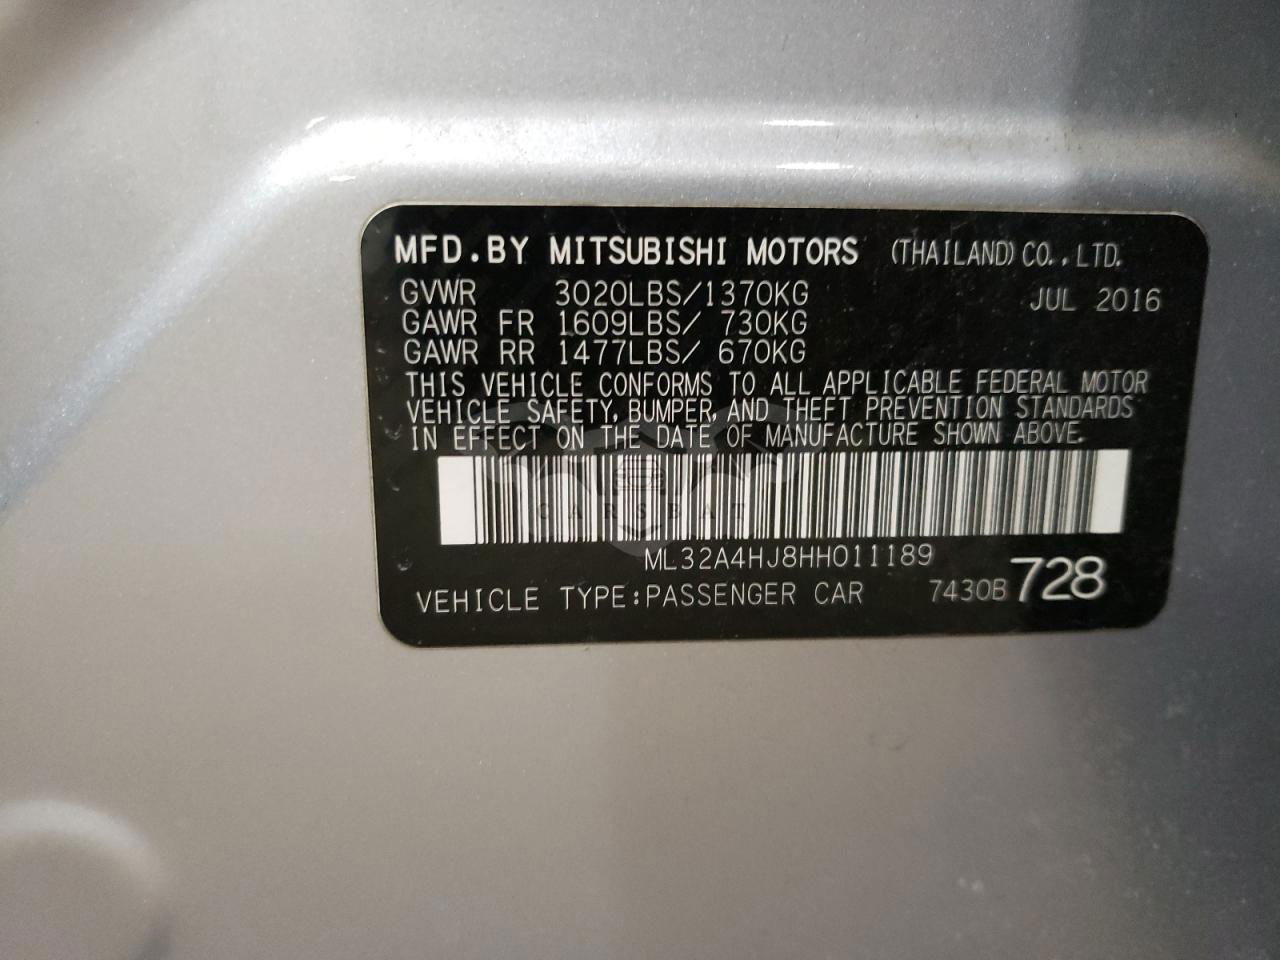 MFD.BY MITSUBISHI MOTORS (THAILAND) CO.,LTD.
GVWR 3020LBS/1370KG JUL 2016
GAWR FR 1609LBS/ 730KG
GAWR RR 1477LBS/ 670KG
THIS VEHICLE CONFORMS TO ALL APPLICABLE FEDERAL MOTOR
VEHICLE SAFETY, BUMPER, AND THEFT PREVENTION STANDARDS
IN EFFECT ON THE DATE OF MANUFACTURE SHOWN ABOVE.
CARSBAT
ML32A4HJ8HH011189
VEHICLE TYPE:PASSENGER CAR 7430B 728